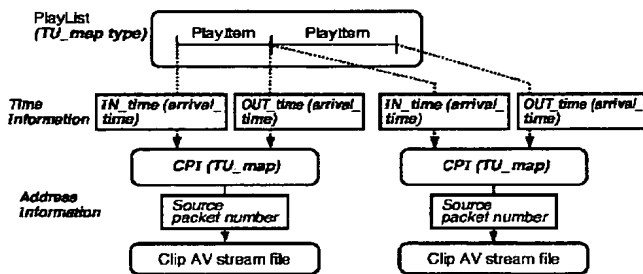 PlayList
(TU_map type)
PlayItem PlayItem
Time
Information
IN_time (arrival_
time)
OUT_time (arrival_
time)
IN_time (arrival_
time)
OUT_time (arrival_
time)
CPI (TU_map)
CPI (TU_map)
Address
Information
Source
packet number
Source
packet number
Clip AV stream file
Clip AV stream file